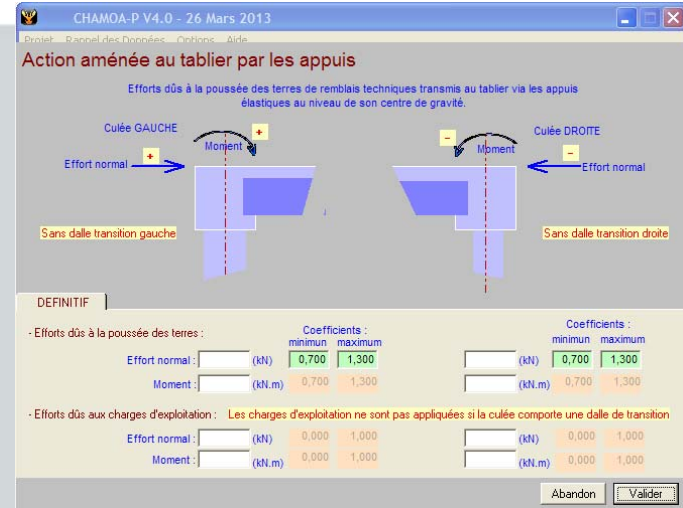 CHAMOA-P V4.0 - 26 Mars 2013
Projet Rappel des Données Options Aide
Action aménée au tablier par les appuis
Efforts dûs à la poussée des terres de remblais techniques transmis au tablier via les appuis
élastiques au niveau de son centre de gravité.
Culée GAUCHE
+
Moment
+
Effort normal
Sans dalle transition gauche
Culée DROITE
-
Moment
-
Effort normal
Sans dalle transition droite
DEFINITIF
- Efforts dûs à la poussée des terres : Coefficients : Coefficients :
minimun maximum minimun maximum
Effort normal : (kN) 0,700 1,300 (kN) 0,700 1,300
Moment : (kN.m) 0,700 1,300 (kN.m) 0,700 1,300
- Efforts dûs aux charges d'exploitation : Les charges d'exploitation ne sont pas appliquées si la culée comporte une dalle de transition
Effort normal : (kN) 0,000 1,000 (kN) 0,000 1,000
Moment : (kN.m) 0,000 1,000 (kN.m) 0,000 1,000
Abandon Valider